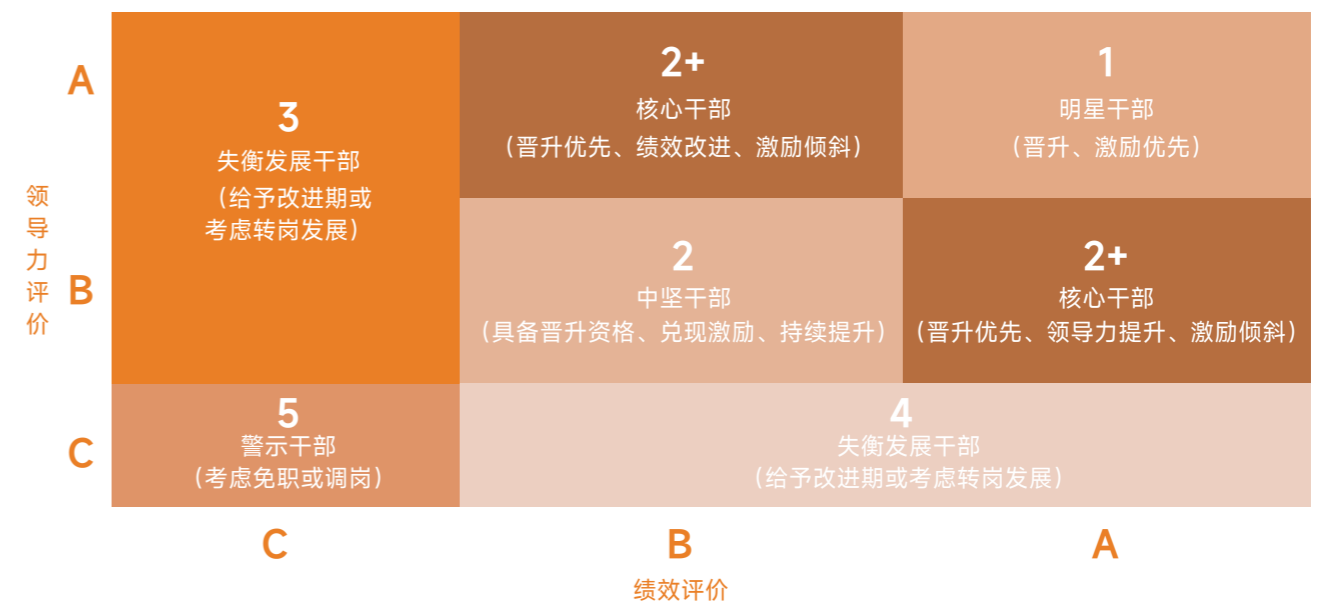 A
3
失衡发展干部
（给予改进期或
考虑转岗发展）
2+
核心干部
（晋升优先、绩效改进、激励倾斜）
1
明星干部
（晋升、激励优先）
领导力评价
B
2
中坚干部
（具备晋升资格、兑现激励、持续提升）
2+
核心干部
（晋升优先、领导力提升、激励倾斜）
C
5
警示干部
（考虑免职或调岗）
4
失衡发展干部
（给予改进期或考虑转岗发展）
C
B
A
绩效评价